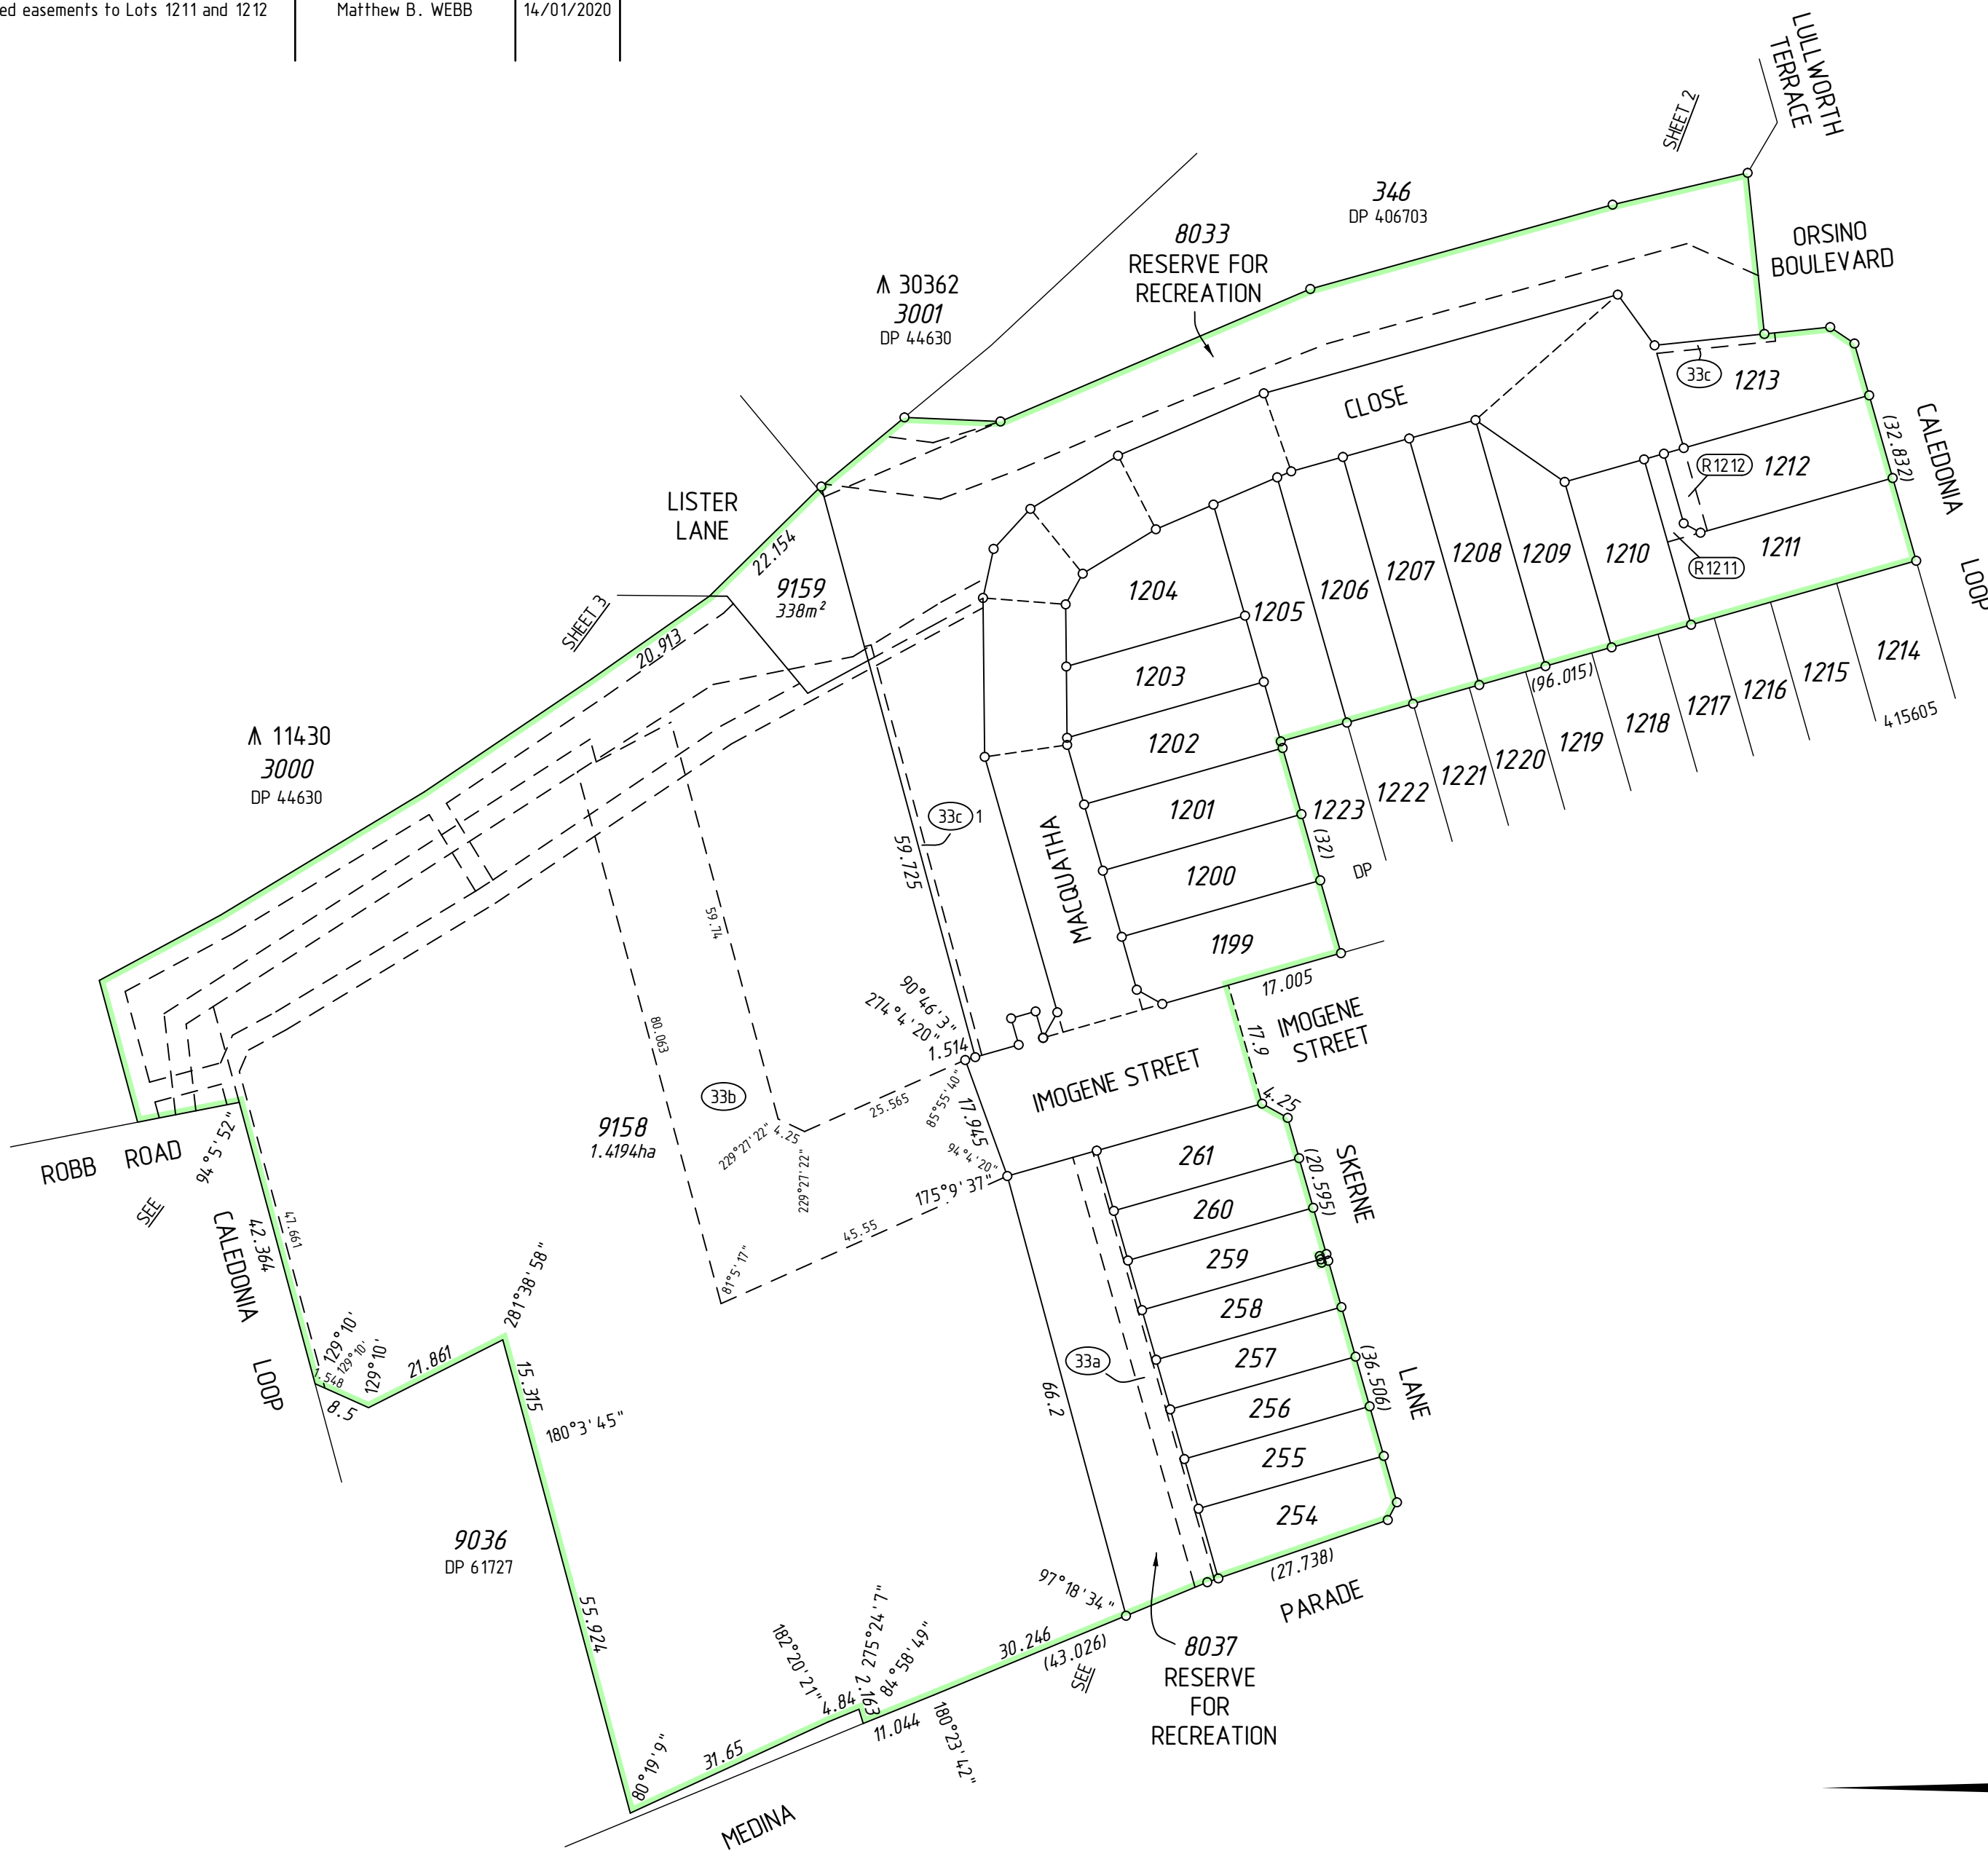 ed easements to Lots 1211 and 1212
Matthew B. WEBB
14/01/2020
LULLWORTH
TERRACE
SHEET 2
346
DP 406703
8033
RESERVE FOR
RECREATION
ORSINO
BOULEVARD
30362
3001
DP 44630
33c
1213
CLOSE
(32.832)
CALEDONIA
LOOP
R1212
1212
LISTER
LANE
22.154
9159
338m²
SHEET 3
20.913
1204
1205
1206
1207
1208
1209
1210
1211
R1211
1203
1202
1201
1200
1199
(96.015)
1214
1215
1216
1217
1218
1219
1220
1221
1222
1223
415605
DP
(32)
11430
3000
DP 44630
33c 1
59.725
59.74
MACQUATHA
17.005
IMOGENE
STREET
17.9
90°46'3"
274°4'20"
1.514
IMOGENE STREET
80.063
33b
9158
1.4194ha
25.565
85°55'40"
17.945
94°4'20"
229°27'22"
4.25
229°27'22"
175°9'37"
45.55
81°5'17"
4.25
261
260
259
258
257
256
255
254
(20.595)
SKERNE
LANE
(36.506)
33a
66.2
ROBB ROAD
SEE
94°5'52"
CALEDONIA
LOOP
42.364
47.661
129°10'
129°10'
129°10'
1.548
8.5
21.861
281°38'58"
15.315
180°3'45"
9036
DP 61727
55.924
97°18'34"
(27.738)
PARADE
182°20'21"
275°24'7"
84°58'49"
2.163
4.84
30.246
(43.026)
SEE
11.044
180°23'42"
31.65
80°19'9"
MEDINA
8037
RESERVE
FOR
RECREATION